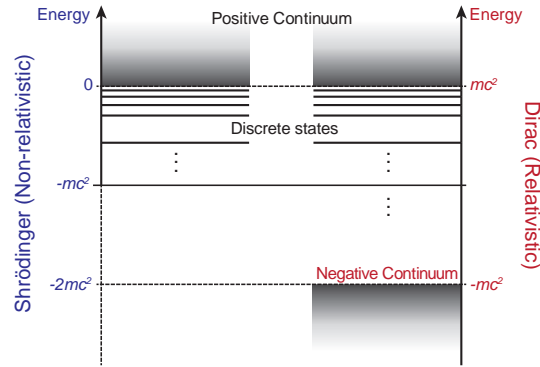 Energy
Positive Continuum
Energy
0
mc²
Discrete states
-mc²
Negative Continuum
-2mc²
-mc²
Shrödinger (Non-relativistic)
Dirac (Relativistic)